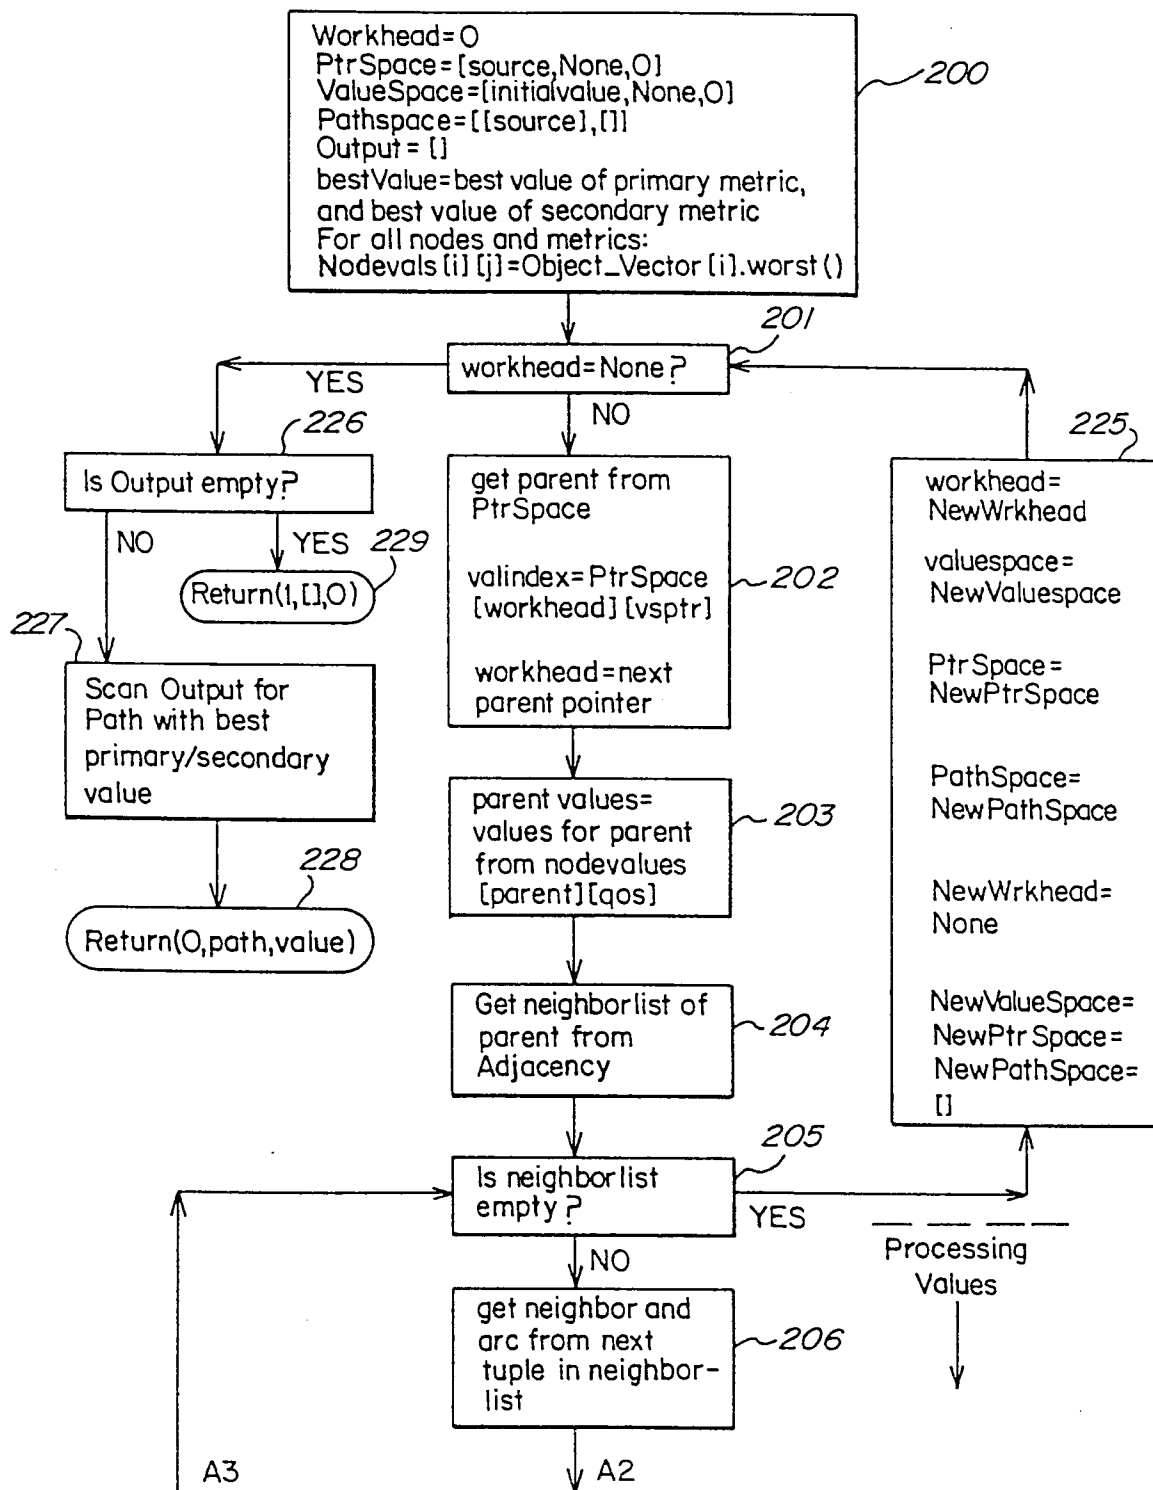 Workhead=0
PtrSpace=[source,None,0]
ValueSpace=[initialvalue,None,0]
Pathspace=[[source],[]]
Output=[]
bestValue=best value of primary metric,
and best value of secondary metric
For all nodes and metrics:
Nodevals[i][j]=Object_Vector[i].worst()
200
201
workhead=None?
YES
NO
226
Is Output empty?
NO
YES
229
Return(1,[],0)
227
Scan Output for
Path with best
primary/secondary
value
228
Return(0,path,value)
get parent from
PtrSpace
valindex=PtrSpace
[workhead][vsptr]
workhead=next
parent pointer
202
parent values=
values for parent
from nodevalues
[parent][qos]
203
Get neighborlist of
parent from
Adjacency
204
205
Is neighborlist
empty?
YES
NO
get neighbor and
arc from next
tuple in neighbor-
list
206
225
workhead=
NewWrkhead
valuespace=
NewValuespace
PtrSpace=
NewPtrSpace
PathSpace=
NewPathSpace
NewWrkhead=
None
NewValueSpace=
NewPtrSpace=
NewPathSpace=
[]
Processing
Values
A3
A2